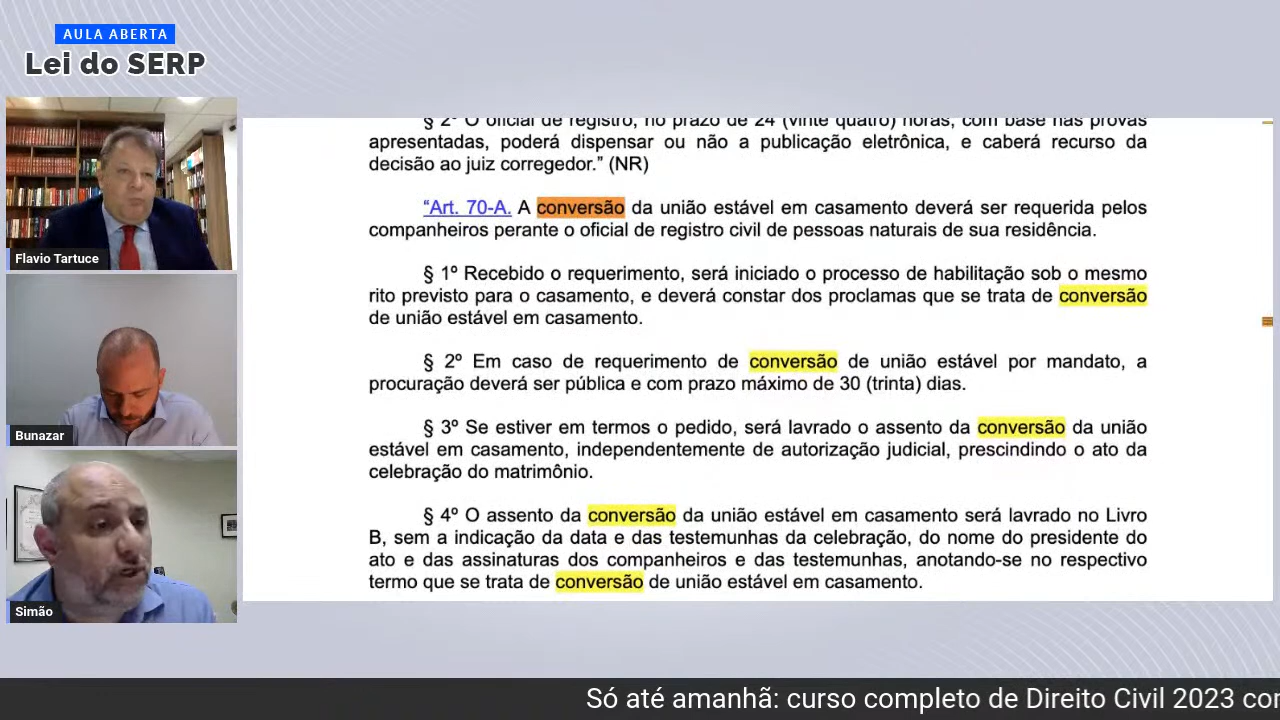 AULA ABERTA
Lei do SERP
Flavio Tartuce
Bunazar
Simão
§ 2º O oficial de registro, no prazo de 24 (vinte quatro) horas, com base nas provas
apresentadas, poderá dispensar ou não a publicação eletrônica, e caberá recurso da
decisão ao juiz corregedor.” (NR)
“Art. 70-A. A conversão da união estável em casamento deverá ser requerida pelos
companheiros perante o oficial de registro civil de pessoas naturais de sua residência.
§ 1º Recebido o requerimento, será iniciado o processo de habilitação sob o mesmo
rito previsto para o casamento, e deverá constar dos proclamas que se trata de conversão
de união estável em casamento.
§ 2º Em caso de requerimento de conversão de união estável por mandato, a
procuração deverá ser pública e com prazo máximo de 30 (trinta) dias.
§ 3º Se estiver em termos o pedido, será lavrado o assento da conversão da união
estável em casamento, independentemente de autorização judicial, prescindindo o ato da
celebração do matrimônio.
§ 4º O assento da conversão da união estável em casamento será lavrado no Livro
B, sem a indicação da data e das testemunhas da celebração, do nome do presidente do
ato e das assinaturas dos companheiros e das testemunhas, anotando-se no respectivo
termo que se trata de conversão de união estável em casamento.
Só até amanhã: curso completo de Direito Civil 2023 co